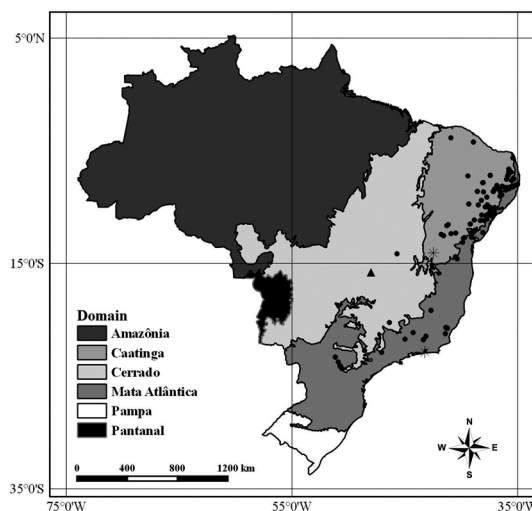 5°0'N
15°0'S
Domain
Amazônia
Caatinga
Cerrado
Mata Atlântica
Pampa
Pantanal
0 400 800 1200 km
N
W E
S
35°0'S
75°0'W 55°0'W 35°0'W